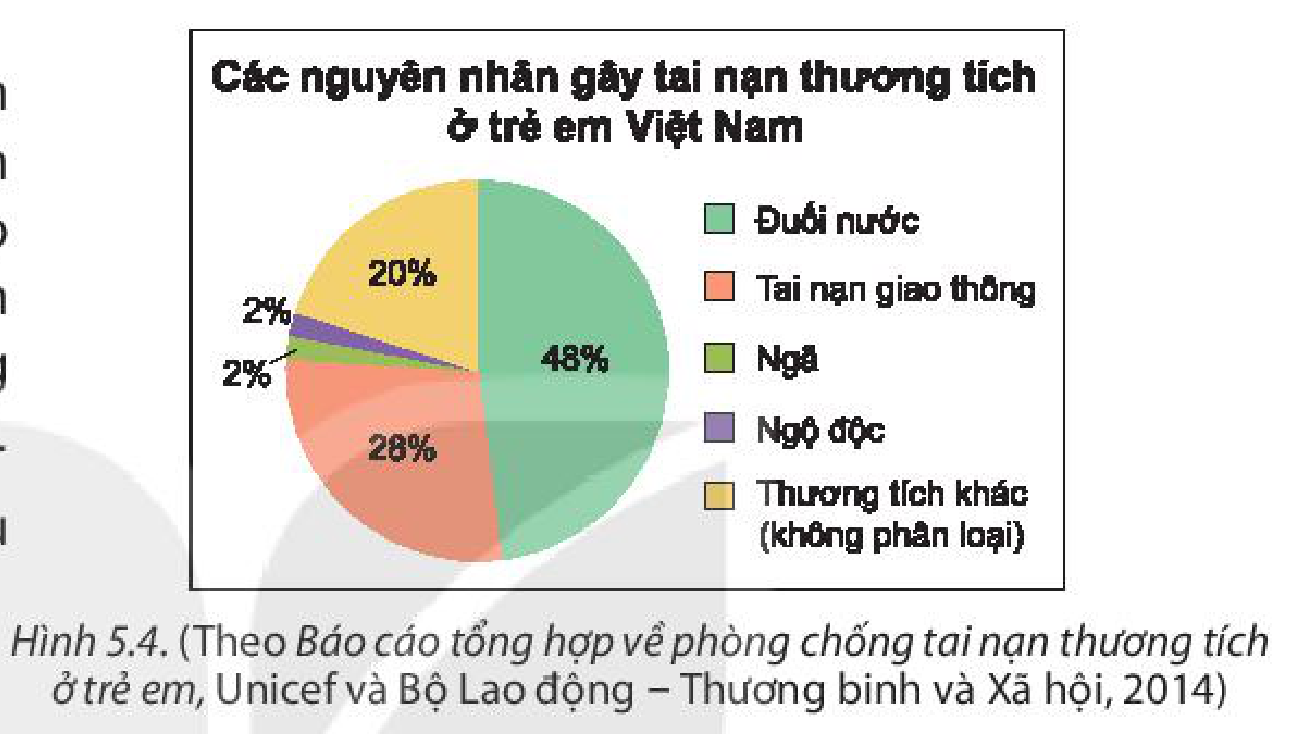 Các nguyên nhân gây tai nạn thương tích
ở trẻ em Việt Nam
20%
2%
2%
48%
28%
Đuối nước
Tai nạn giao thông
Ngã
Ngộ độc
Thương tích khác
(không phân loại)
Hình 5.4. (Theo Báo cáo tổng hợp về phòng chống tai nạn thương tích
ở trẻ em, Unicef và Bộ Lao động – Thương binh và Xã hội, 2014)